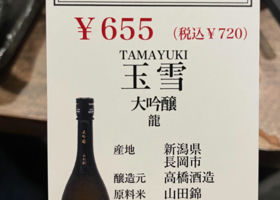 ¥655 (税込¥720)
TAMAYUKI
玉雪
大吟醸
龍
産地 新潟県
長岡市
醸造元 高橋酒造
原料米 山田錦